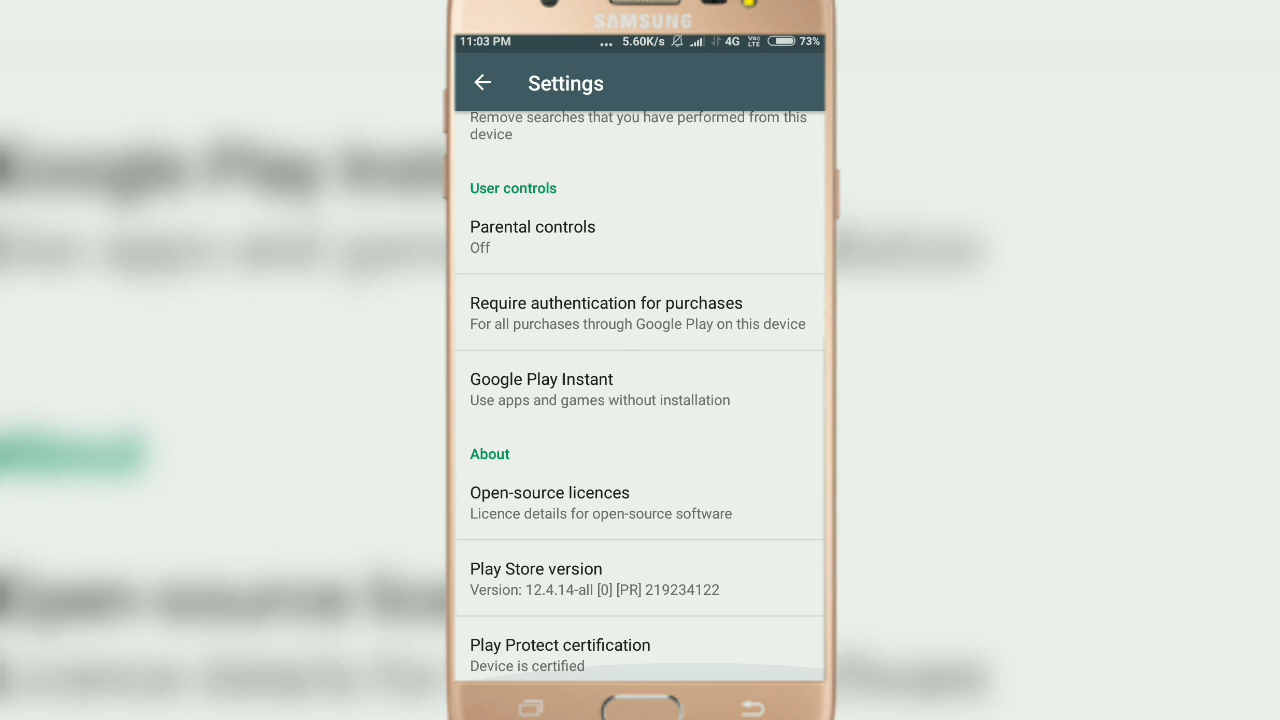 SAMSUNG
11:03 PM ... 5.60K/s 4G VoLTE 73%
Settings
Remove searches that you have performed from this
device
User controls
Parental controls
Off
Require authentication for purchases
For all purchases through Google Play on this device
Google Play Instant
Use apps and games without installation
About
Open-source licences
Licence details for open-source software
Play Store version
Version: 12.4.14-all [0] [PR] 219234122
Play Protect certification
Device is certified